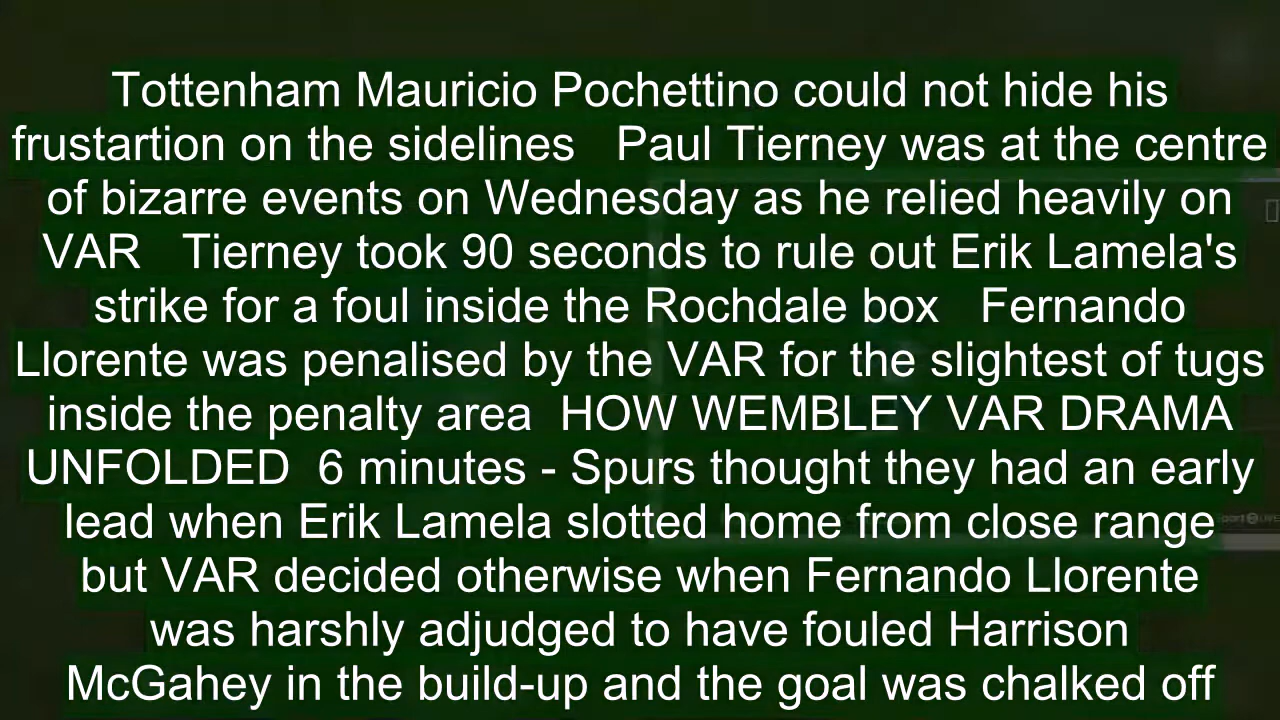 Tottenham Mauricio Pochettino could not hide his
frustartion on the sidelines   Paul Tierney was at the centre
of bizarre events on Wednesday as he relied heavily on
VAR   Tierney took 90 seconds to rule out Erik Lamela's
strike for a foul inside the Rochdale box   Fernando
Llorente was penalised by the VAR for the slightest of tugs
inside the penalty area  HOW WEMBLEY VAR DRAMA
UNFOLDED  6 minutes - Spurs thought they had an early
lead when Erik Lamela slotted home from close range
but VAR decided otherwise when Fernando Llorente
was harshly adjudged to have fouled Harrison
McGahey in the build-up and the goal was chalked off